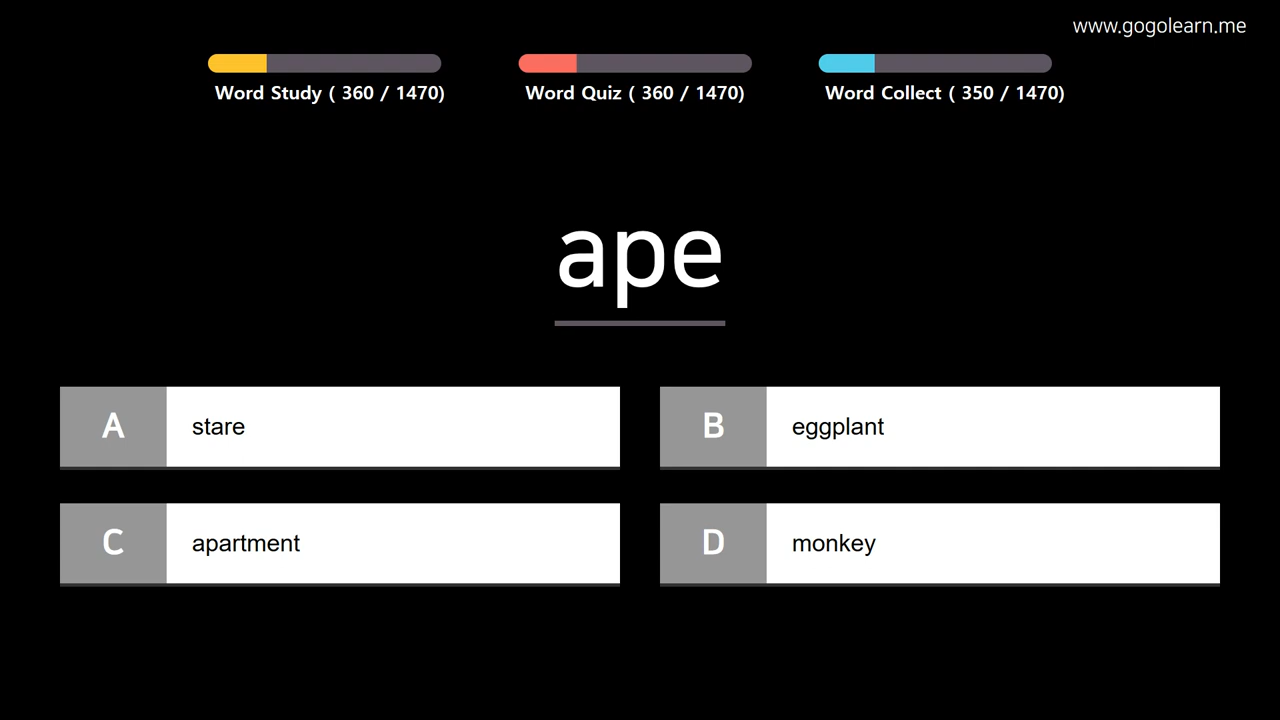 www.gogolearn.me
Word Study ( 360 / 1470)
Word Quiz ( 360 / 1470)
Word Collect ( 350 / 1470)
ape
A stare
B eggplant
C apartment
D monkey